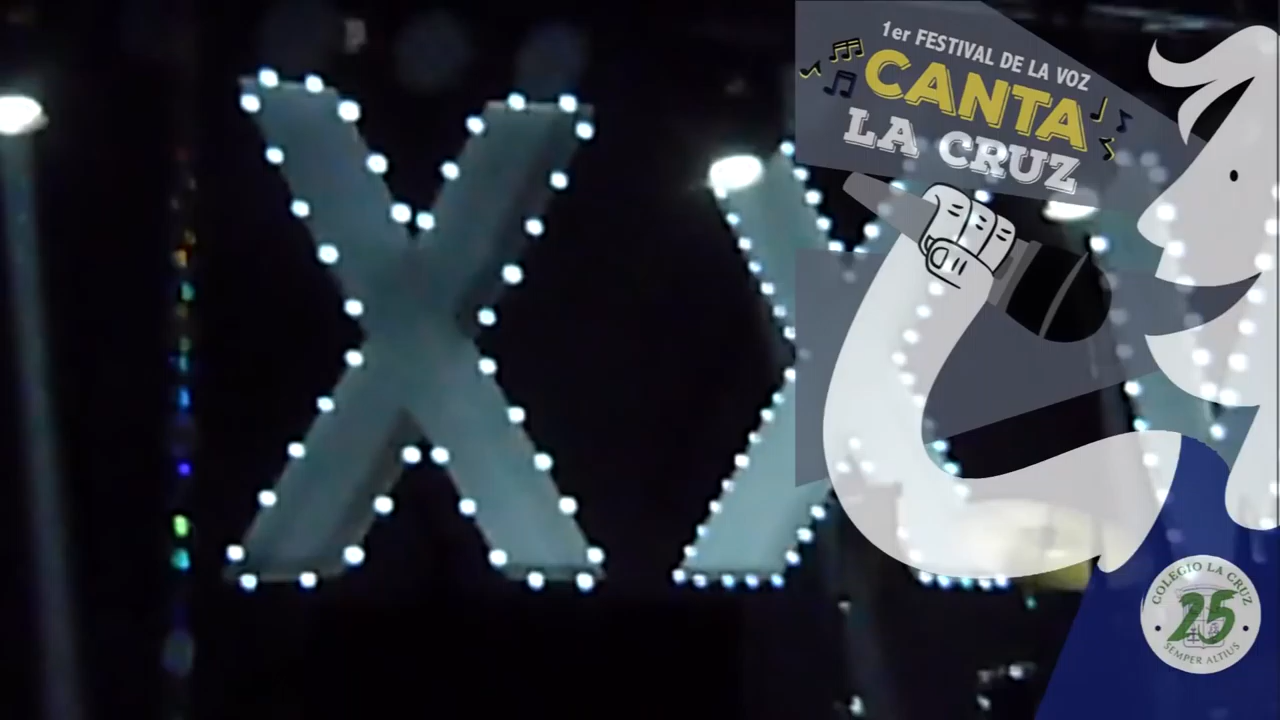 X X
1er FESTIVAL DE LA VOZ
CANTA
LA CRUZ
COLEGIO LA CRUZ
25
SEMPER ALTIUS